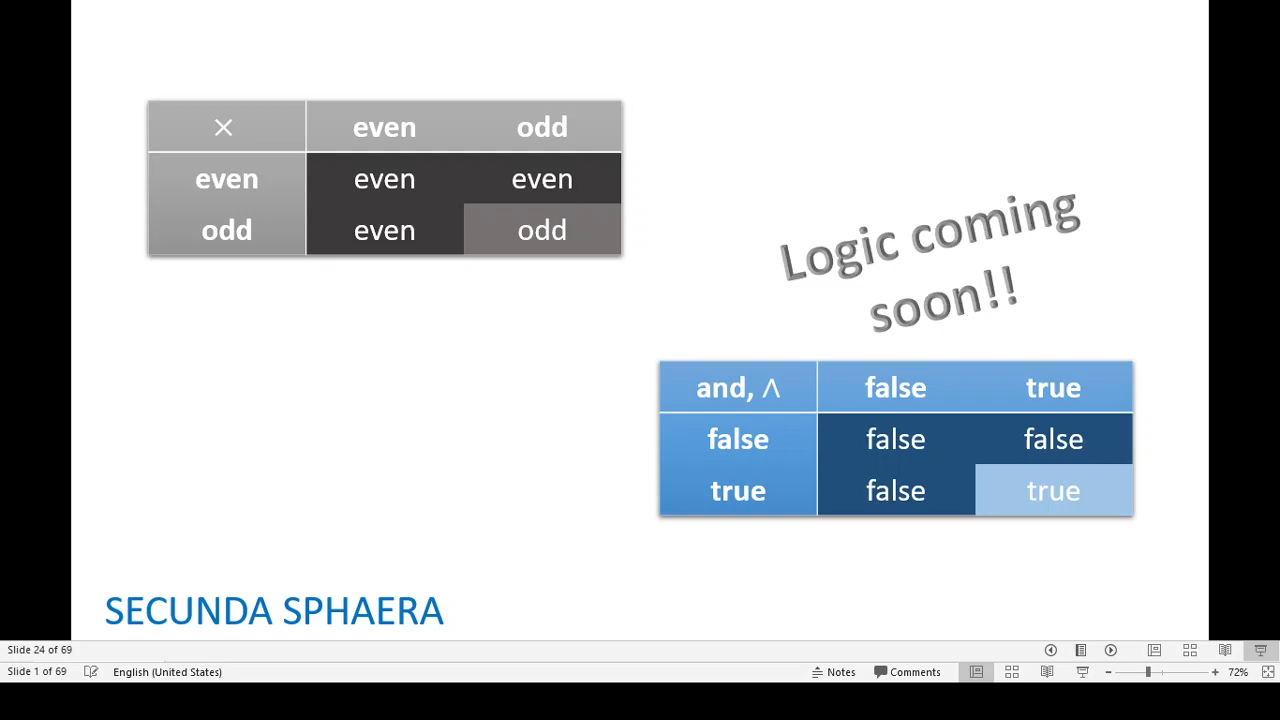 × even odd
even even even
odd even odd
Logic coming
soon!!
and, ∧ false true
false false false
true false true
SECUNDA SPHAERA
Slide 24 of 69
Slide 1 of 69 English (United States) Notes Comments 72%